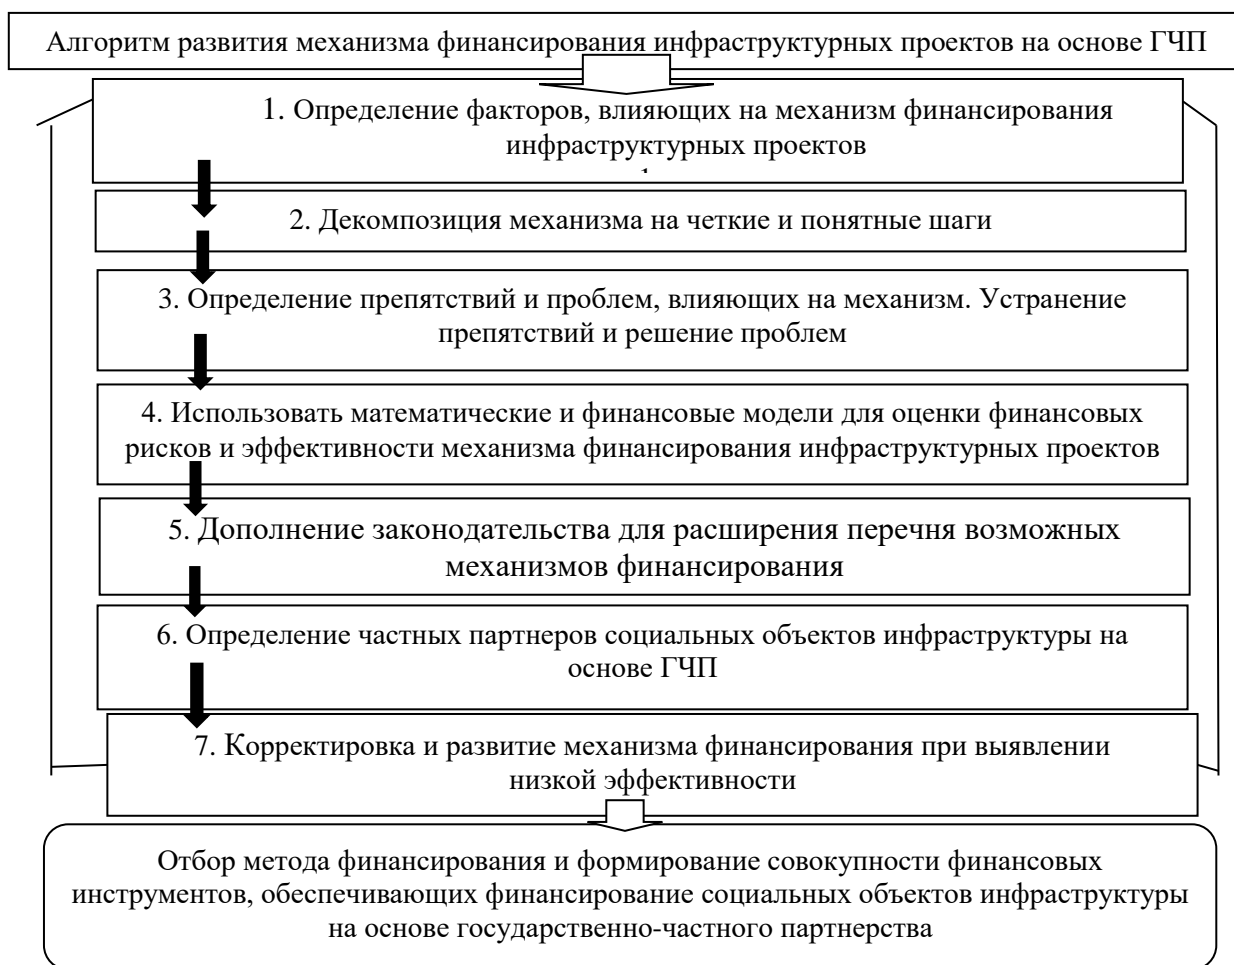 Алгоритм развития механизма финансирования инфраструктурных проектов на основе ГЧП
1. Определение факторов, влияющих на механизм финансирования
инфраструктурных проектов
2. Декомпозиция механизма на четкие и понятные шаги
3. Определение препятствий и проблем, влияющих на механизм. Устранение
препятствий и решение проблем
4. Использовать математические и финансовые модели для оценки финансовых
рисков и эффективности механизма финансирования инфраструктурных проектов
5. Дополнение законодательства для расширения перечня возможных
механизмов финансирования
6. Определение частных партнеров социальных объектов инфраструктуры на
основе ГЧП
7. Корректировка и развитие механизма финансирования при выявлении
низкой эффективности
Отбор метода финансирования и формирование совокупности финансовых
инструментов, обеспечивающих финансирование социальных объектов инфраструктуры
на основе государственно-частного партнерства